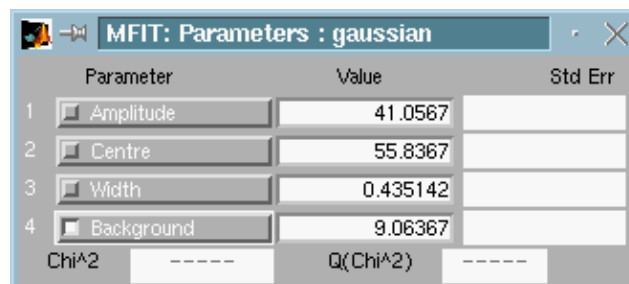 MFIT: Parameters : gaussian
Parameter Value Std Err
1 Amplitude 41.0567
2 Centre 55.8367
3 Width 0.435142
4 Background 9.06367
Chi^2 ----- Q(Chi^2) -----